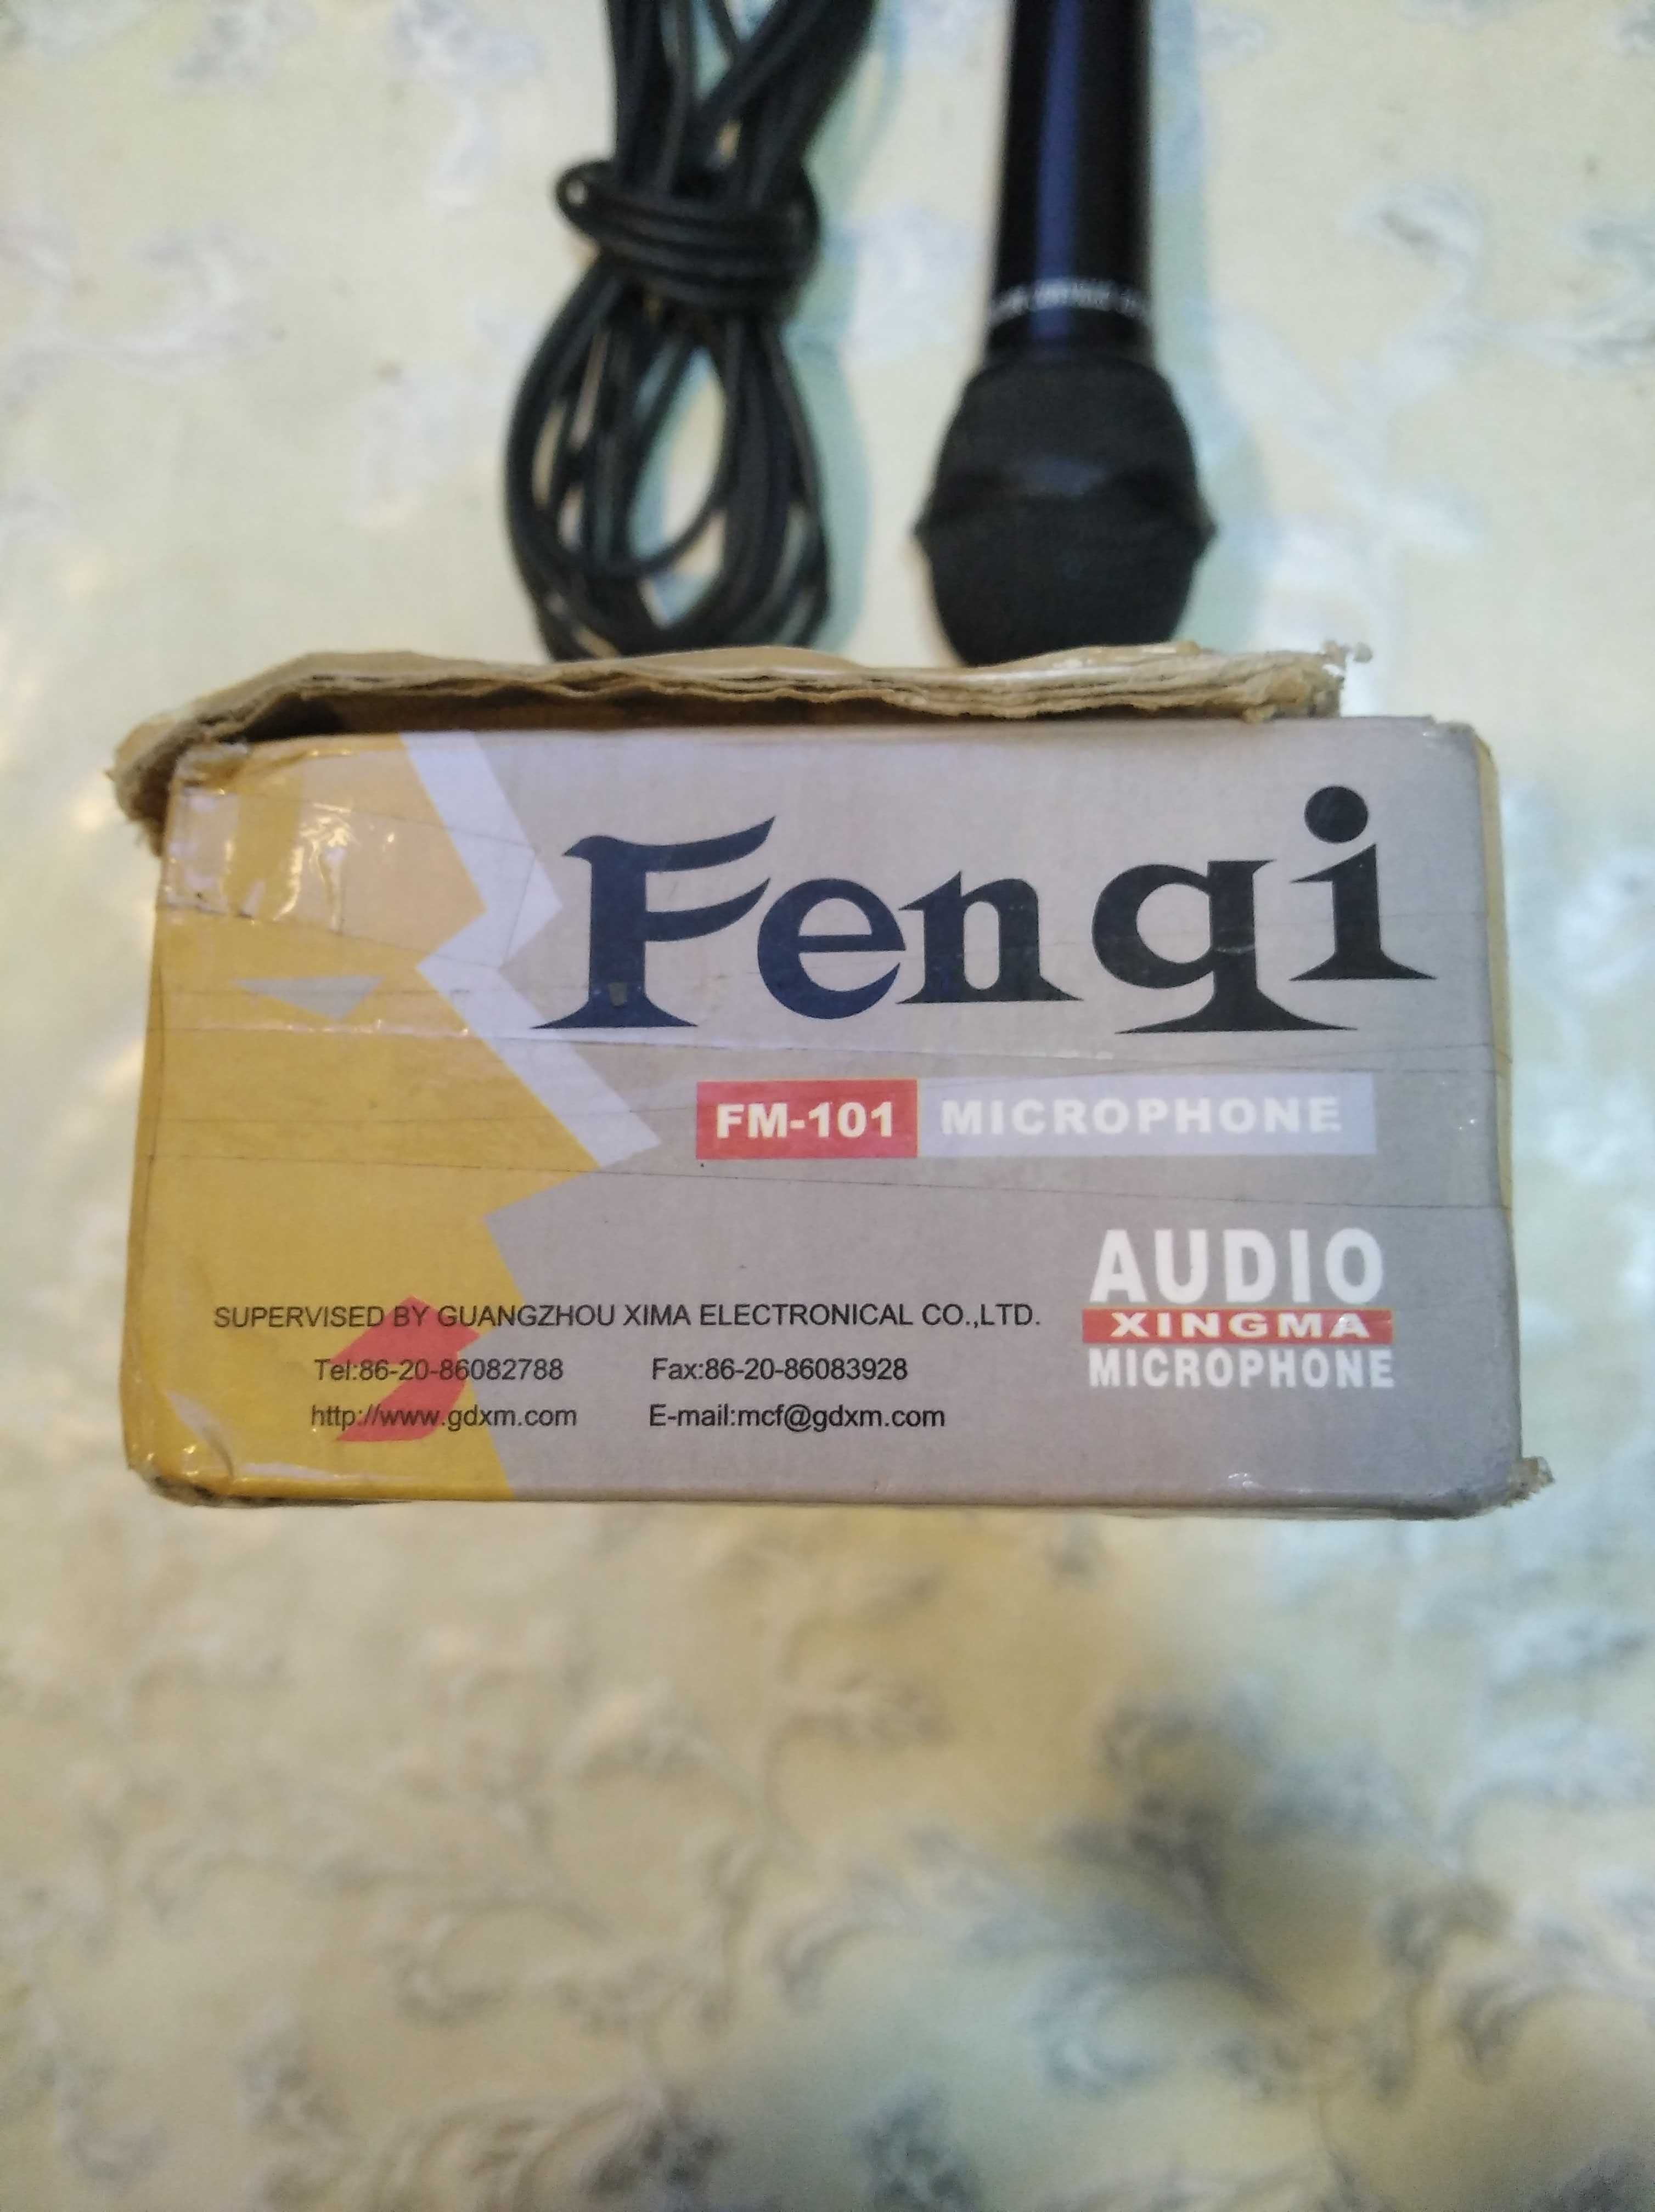 Fenqi
FM-101 MICROPHONE
AUDIO
XINGMA
MICROPHONE
SUPERVISED BY GUANGZHOU XIMA ELECTRONICAL CO.,LTD.
Tel:86-20-86082788 Fax:86-20-86083928
http://www.gdxm.com E-mail:mcf@gdxm.com